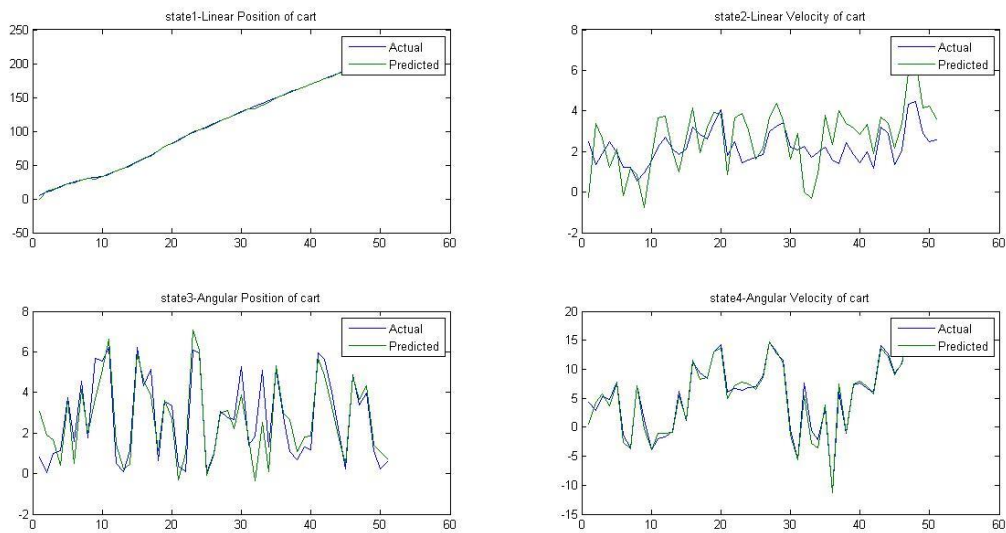 state1-Linear Position of cart
250
200
150
100
50
0
-50
0 10 20 30 40 50 60
Actual
Predicted
state2-Linear Velocity of cart
8
6
4
2
0
-2
0 10 20 30 40 50 60
Actual
Predicted
state3-Angular Position of cart
8
6
4
2
0
-2
0 10 20 30 40 50 60
Actual
Predicted
state4-Angular Velocity of cart
20
15
10
5
0
-5
-10
-15
0 10 20 30 40 50 60
Actual
Predicted